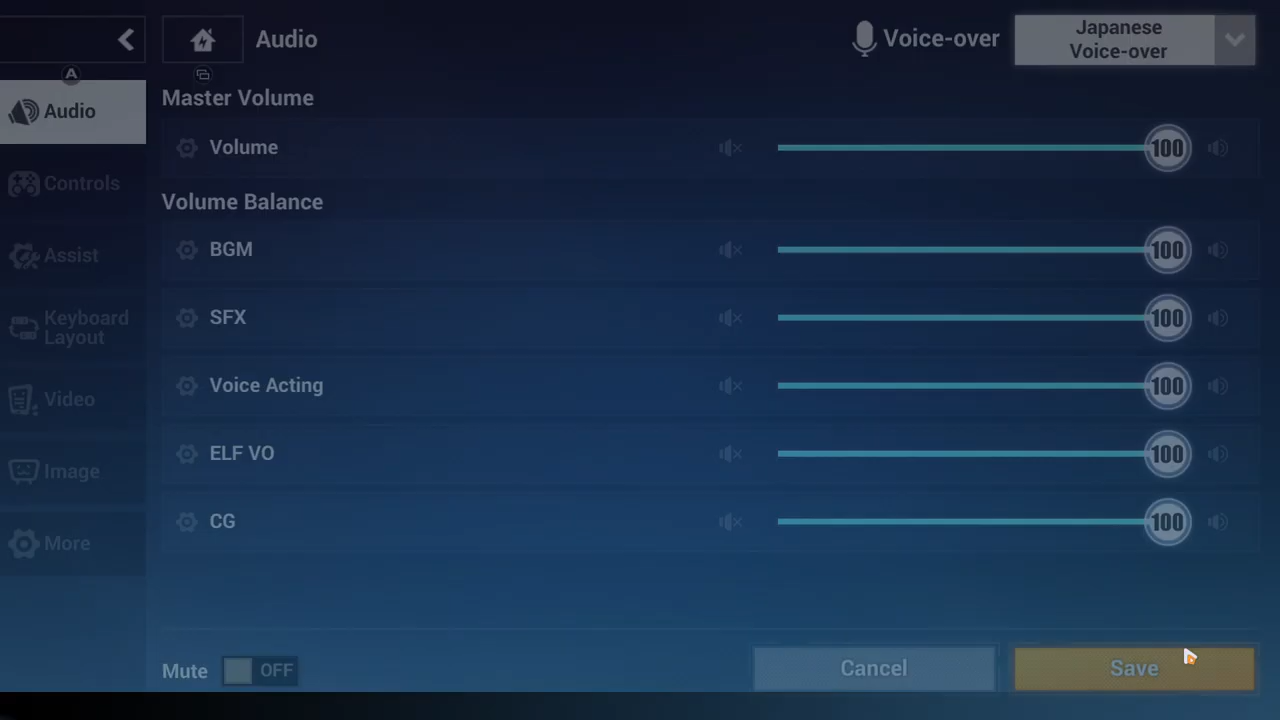 Audio
Voice-over
Japanese
Voice-over
A
Audio
Controls
Assist
Keyboard
Layout
Video
Image
More
Master Volume
Volume
100
Volume Balance
BGM
100
SFX
100
Voice Acting
100
ELF VO
100
CG
100
Mute
OFF
Cancel
Save